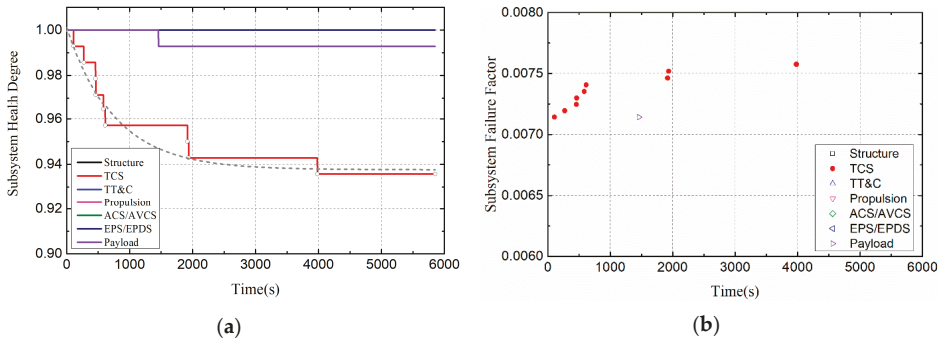 (a)
1.00
0.98
0.96
0.94
0.92
0.90
Subsystem Health Degree
Structure
TCS
TT&C
Propulsion
ACS/AVCS
EPS/EPDS
Payload
0
1000
2000
3000
4000
5000
6000
Time(s)
(a)
(b)
0.0080
0.0075
0.0070
0.0065
0.0060
Subsystem Failure Factor
Structure
TCS
TT&C
Propulsion
ACS/AVCS
EPS/EPDS
Payload
0
1000
2000
3000
4000
5000
6000
Time(s)
(b)